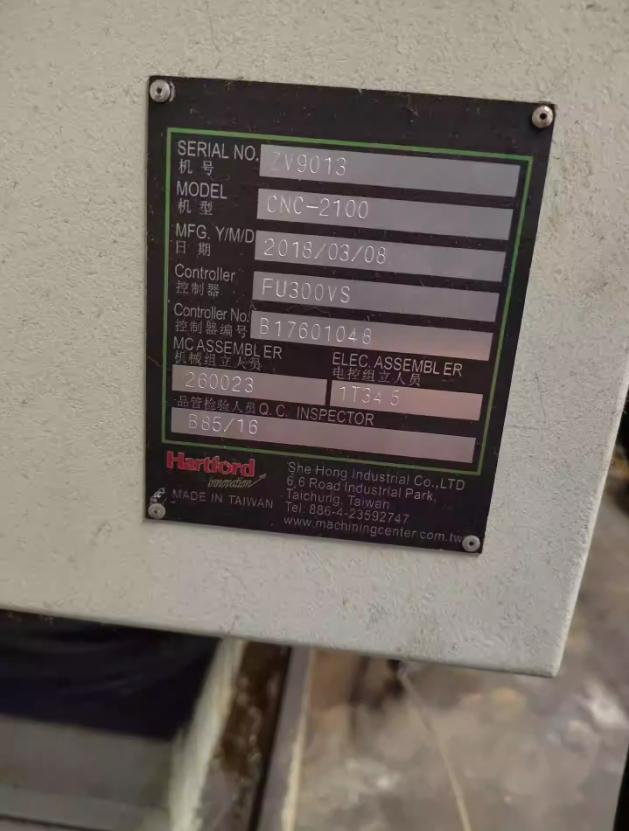 SERIAL NO. ZV9013
机号
MODEL CNC-2100
机型
MFG. Y/M/D 2018/03/08
日期
Controller FU300VS
控制器
Controller No. B17601048
控制器编号
MC ASSEMBLER ELEC. ASSEMBLER
机械组立人员 电控组立人员
260023 1T34.5
品管检验人员 Q.C. INSPECTOR
B85/16
Hartford
innovation
MADE IN TAIWAN
She Hong Industrial Co.,LTD
6,6 Road Industrial Park,
Taichung, Taiwan
Tel: 886-4-23592747
www.machiningcenter.com.tw